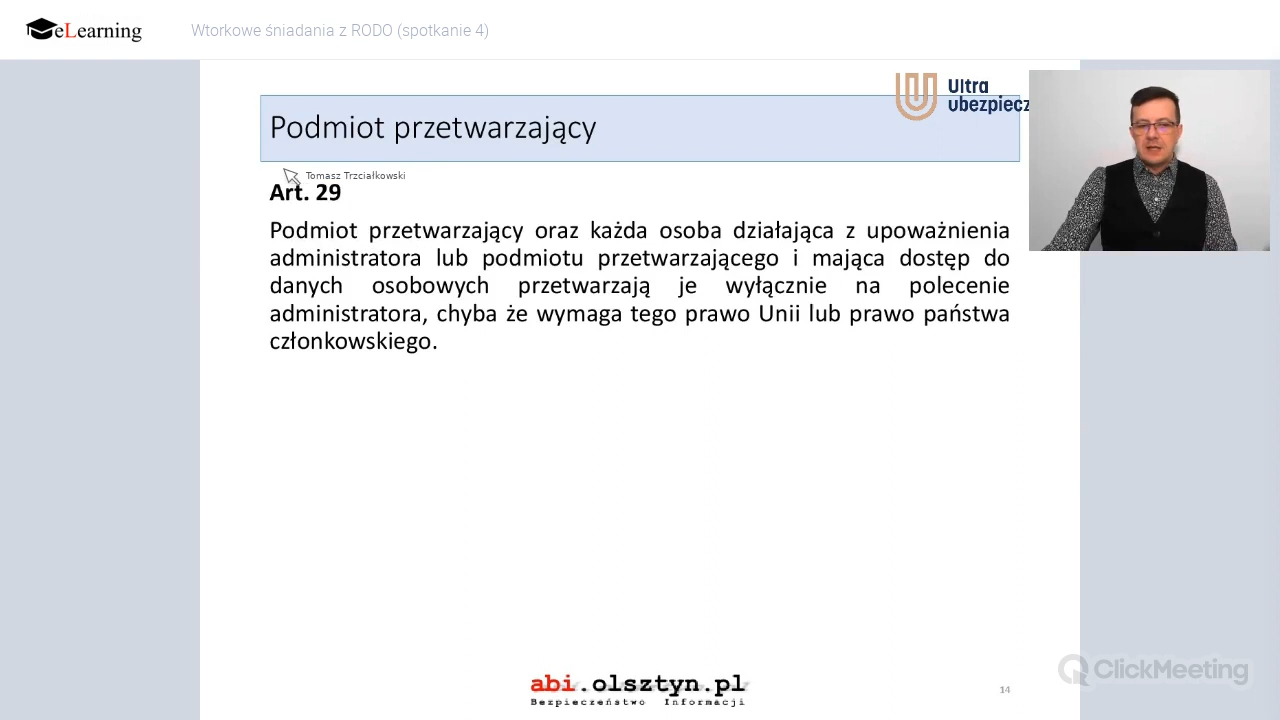 eLearning
Wtorkowe śniadania z RODO (spotkanie 4)
Ultra
ubezpiecz
Podmiot przetwarzający
Tomasz Trzciałkowski
Art. 29
Podmiot przetwarzający oraz każda osoba działająca z upoważnienia
administratora lub podmiotu przetwarzającego i mająca dostęp do
danych osobowych przetwarzają je wyłącznie na polecenie
administratora, chyba że wymaga tego prawo Unii lub prawo państwa
członkowskiego.
ClickMeeting
abi.olsztyn.pl
Bezpieczeństwo Informacji
14